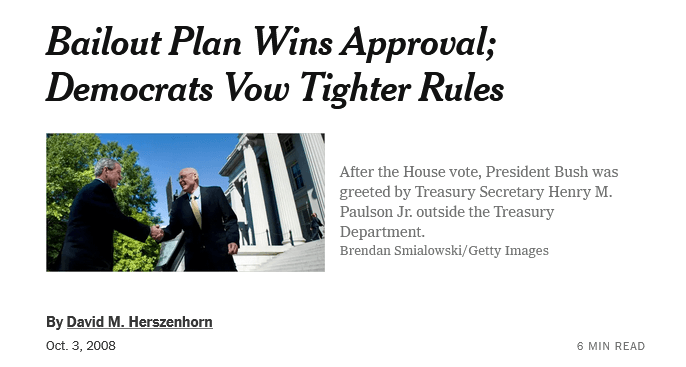 Bailout Plan Wins Approval;
Democrats Vow Tighter Rules
After the House vote, President Bush was
greeted by Treasury Secretary Henry M.
Paulson Jr. outside the Treasury
Department.
Brendan Smialowski/Getty Images
By David M. Herszenhorn
Oct. 3, 2008
6 MIN READ